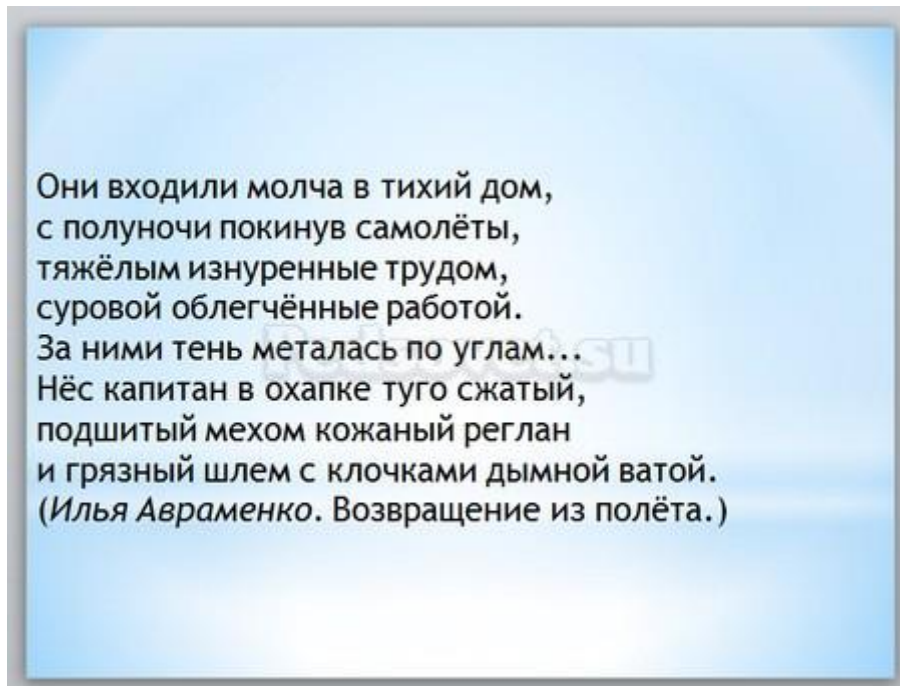 Они входили молча в тихий дом,
с полуночи покинув самолёты,
тяжёлым изнуренные трудом,
суровой облегчённые работой.
За ними тень металась по углам...
Нёс капитан в охапке туго сжатый,
подшитый мехом кожаный реглан
и грязный шлем с клочками дымной ватой.
(Илья Авраменко. Возвращение из полёта.)
Pedsovet.su